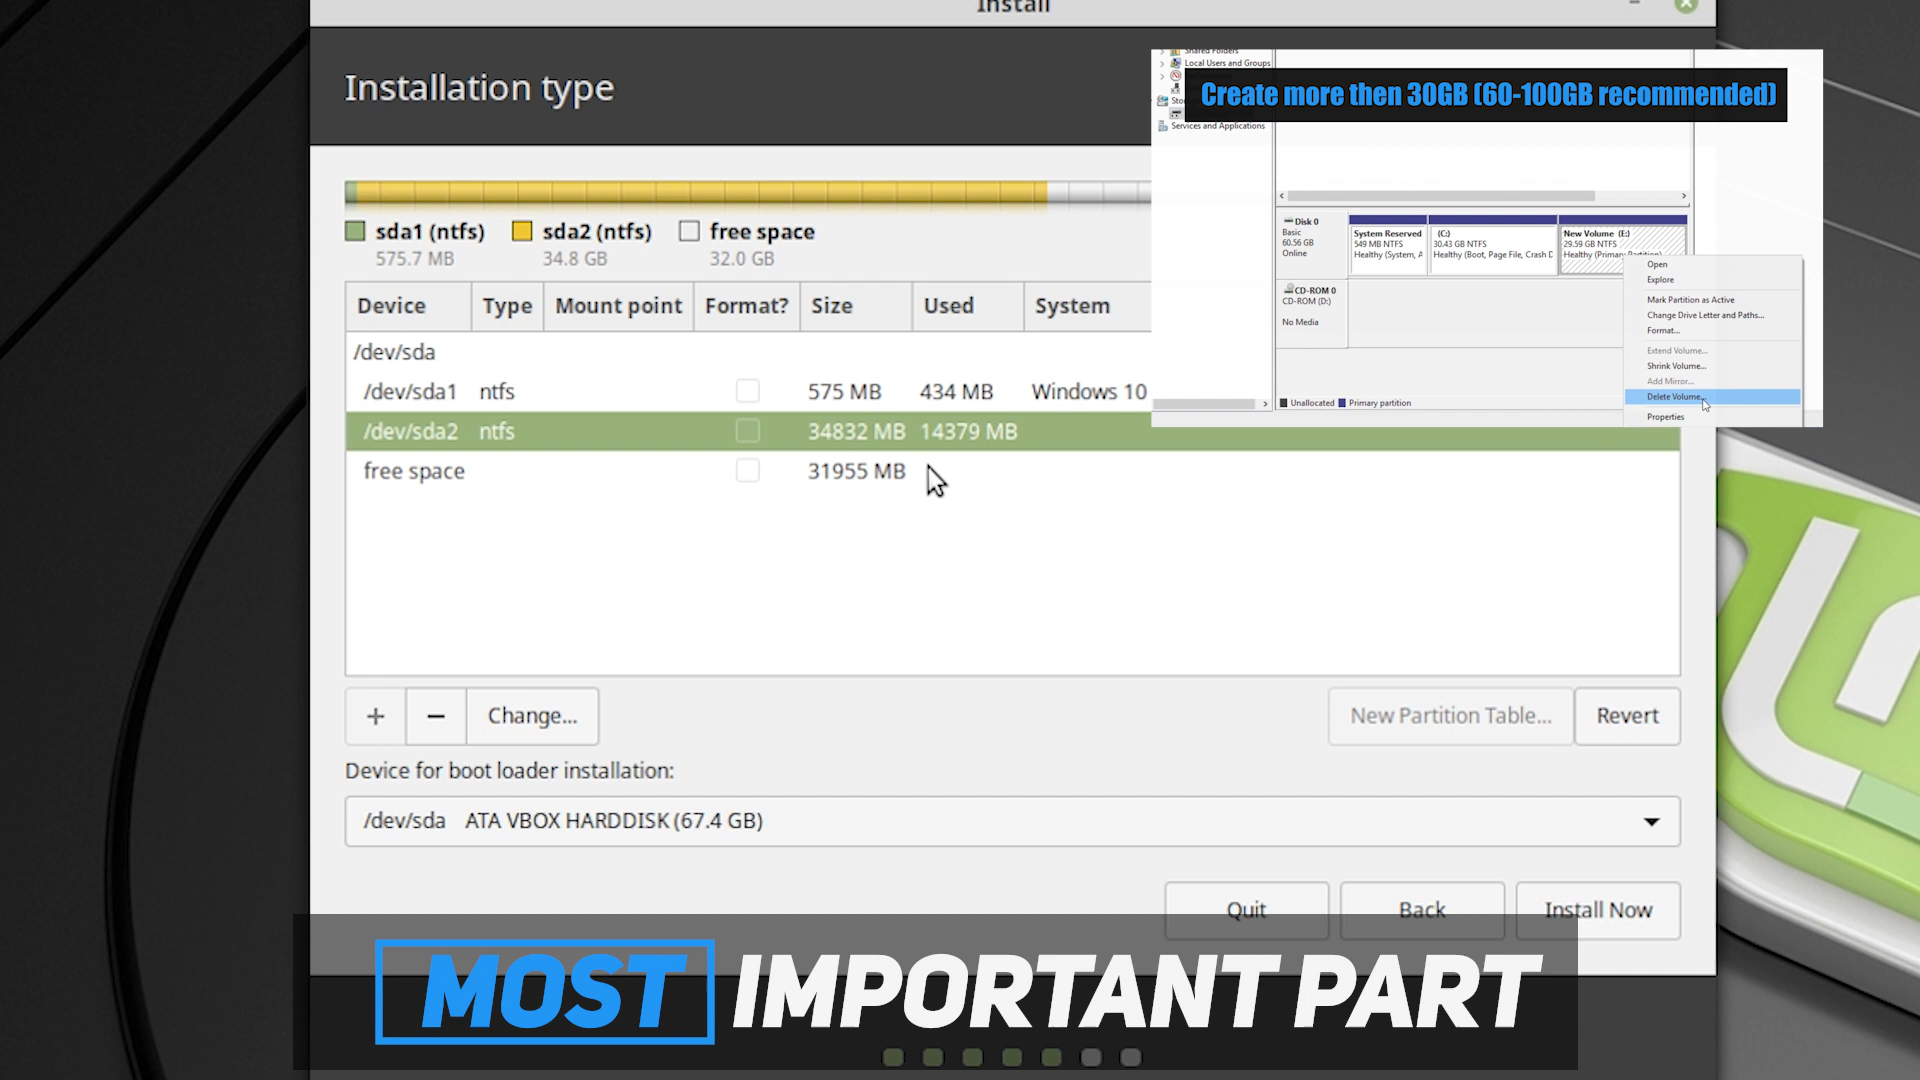 Install
Installation type
sda1 (ntfs)
575.7 MB
sda2 (ntfs)
34.8 GB
free space
32.0 GB
Device Type Mount point Format? Size Used System
/dev/sda
/dev/sda1 ntfs 575 MB 434 MB Windows 10
/dev/sda2 ntfs 34832 MB 14379 MB
free space 31955 MB
+ − Change...
New Partition Table... Revert
Device for boot loader installation:
/dev/sda ATA VBOX HARDDISK (67.4 GB)
Quit Back Install Now
Shared Folders
Local Users and Groups
Create more then 30GB (60-100GB recommended)
Services and Applications
Disk 0
Basic
60.56 GB
Online
System Reserved
549 MB NTFS
Healthy (System, A
(C:)
30.43 GB NTFS
Healthy (Boot, Page File, Crash D
New Volume (E:)
29.59 GB NTFS
Healthy (Primary Partition)
CD-ROM 0
CD-ROM (D:)
No Media
Open
Explore
Mark Partition as Active
Change Drive Letter and Paths...
Format...
Extend Volume...
Shrink Volume...
Add Mirror...
Delete Volume...
Properties
Unallocated Primary partition
MOST IMPORTANT PART